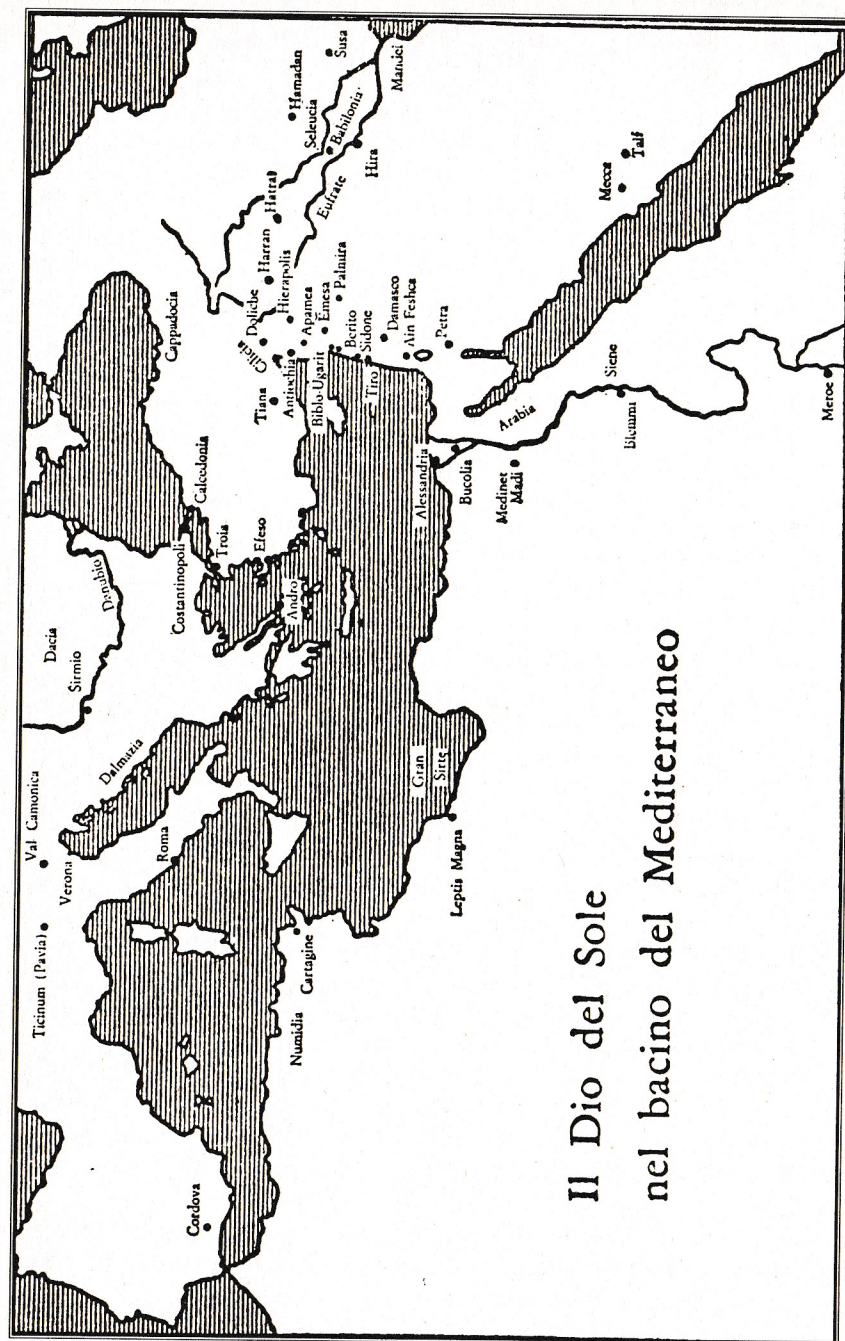 Ticinum (Pavia)
Val Camonica
Verona
Dacia
Sirmio
Danubio
Dalmazia
Roma
Cordova
Numidia
Cartagine
Leptis Magna
Gran
Sirte
Costantinopoli
Calcedonia
Troia
Efeso
Andro
Cappadocia
Cilicia
Tiana
Antiochia
Doliche
Harran
Hierapolis
Apamea
Emesa
Palmira
Biblo-Ugarit
Berito
Sidone
Tiro
Damasco
Ain Feshca
Petra
Hatra
Eufrate
Hamadan
Seleucia
Susa
Babilonia
Hira
Mandei
Alessandria
Bucolia
Medinet
Madi
Arabia
Siene
Blemmi
Meroe
Mecca
Taif
Il Dio del Sole
nel bacino del Mediterraneo